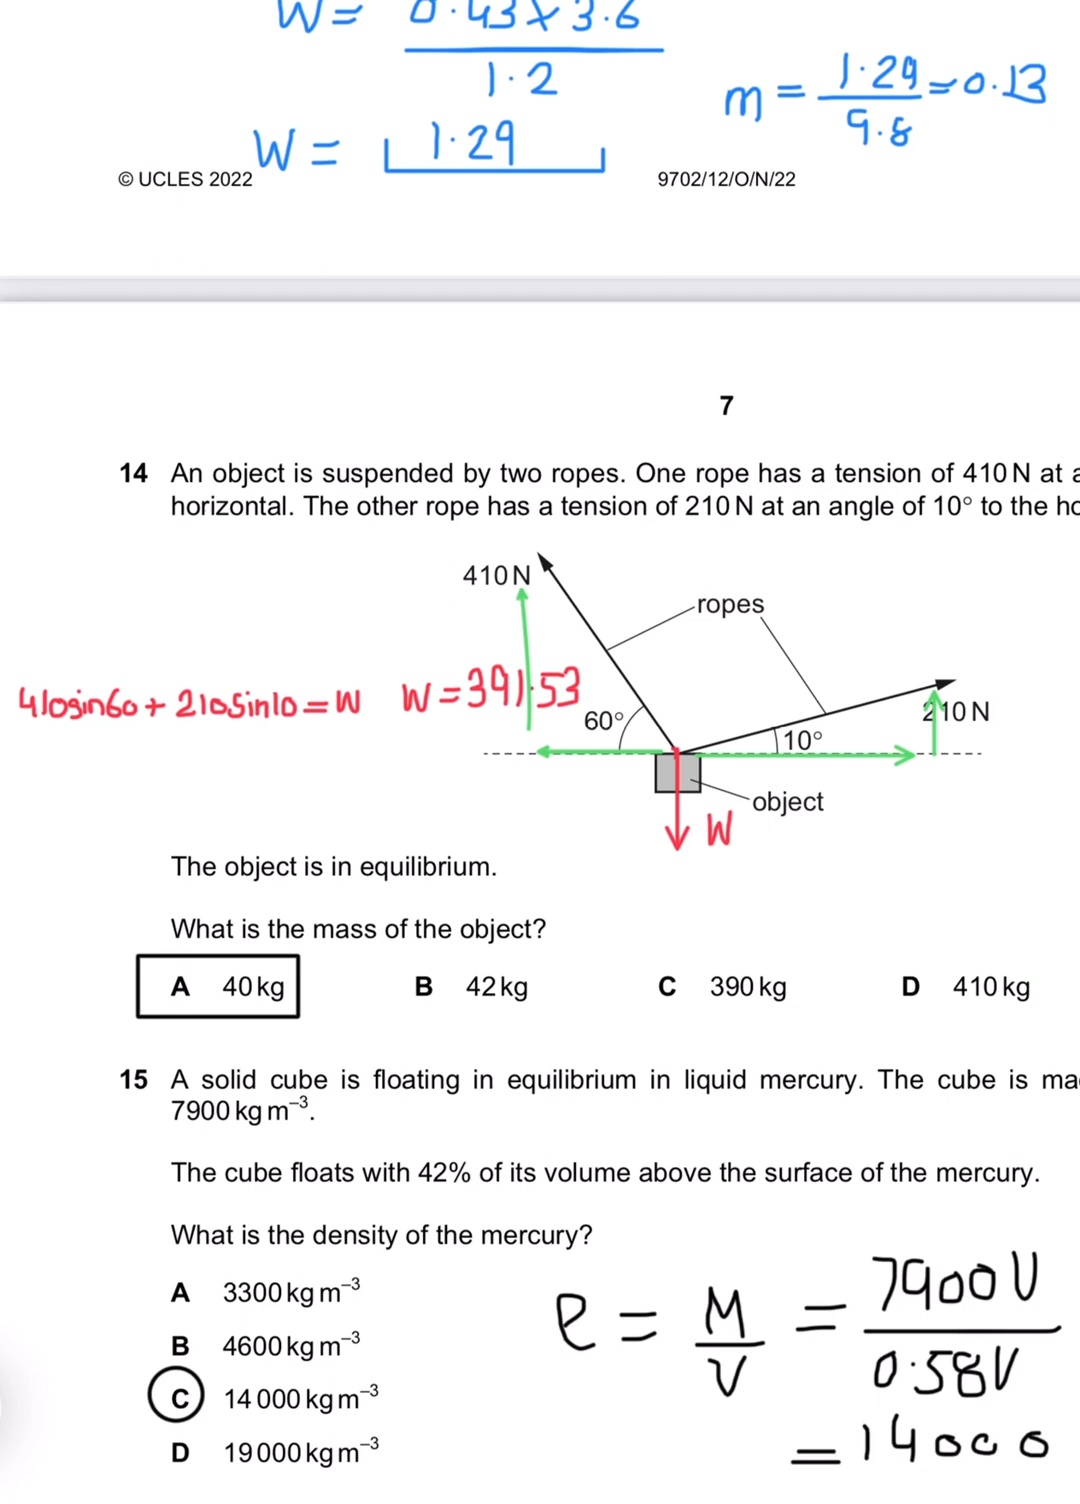 W = 0.43 x 3.6
1.2
m = 1.29 = 0.13
9.8
W = 1.29
© UCLES 2022
9702/12/O/N/22
7
14 An object is suspended by two ropes. One rope has a tension of 410 N at
horizontal. The other rope has a tension of 210 N at an angle of 10° to the
410 N
ropes
410sin60 + 210sin10 = W W = 391.53
60°
210 N
10°
object
W
The object is in equilibrium.
What is the mass of the object?
A 40 kg B 42 kg C 390 kg D 410 kg
15 A solid cube is floating in equilibrium in liquid mercury. The cube is
7900 kg m⁻³.
The cube floats with 42% of its volume above the surface of the mercury.
What is the density of the mercury?
A 3300 kg m⁻³
B 4600 kg m⁻³
C 14 000 kg m⁻³
D 19 000 kg m⁻³
ρ = M = 7900V
V 0.58V
= 14000